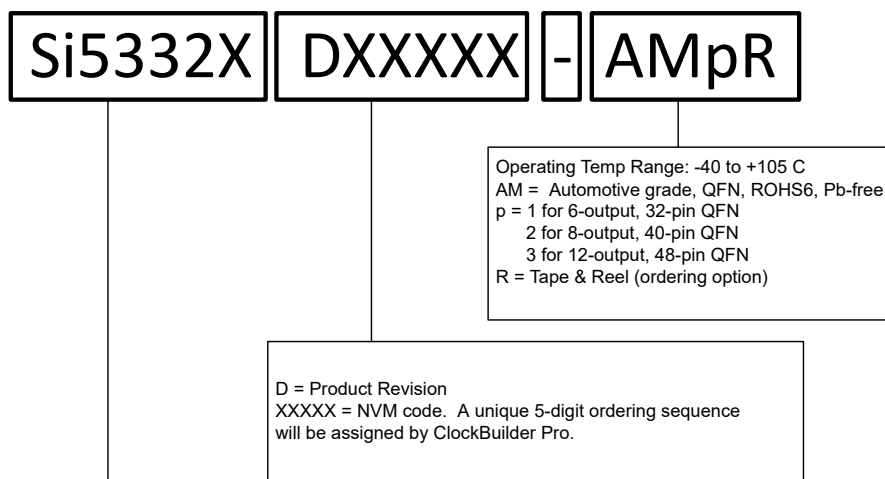 Si5332X DXXXXX - AMpR
Operating Temp Range: -40 to +105 C
AM = Automotive grade, QFN, ROHS6, Pb-free
p = 1 for 6-output, 32-pin QFN
2 for 8-output, 40-pin QFN
3 for 12-output, 48-pin QFN
R = Tape & Reel (ordering option)
D = Product Revision
XXXXX = NVM code. A unique 5-digit ordering sequence
will be assigned by ClockBuilder Pro.